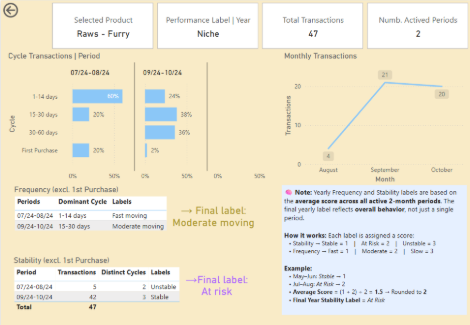 Selected Product
Raws - Furry
Performance Label | Year
Niche
Total Transactions
47
Numb. Actived Periods
2
Cycle Transactions | Period
07/24-08/24
09/24-10/24
Cycle
1-14 days
60%
24%
15-30 days
20%
38%
30-60 days
36%
First Purchase
20%
2%
0%
50%
0%
50%
50%
Monthly Transactions
Transactions
20
10
0
4
21
20
August
September
October
Month
Frequency (excl. 1st Purchase)
Periods Dominant Cycle Labels
07/24-08/24 1-14 days Fast moving
09/24-10/24 15-30 days Moderate moving
→ Final label:
Moderate moving
Stability (excl. 1st Purchase)
Period Transactions Distinct Cycles Labels
07/24-08/24 5 2 Unstable
09/24-10/24 42 3 Stable
Total 47
→Final label:
At risk
Note: Yearly Frequency and Stability labels are based on
the average score across all active 2-month periods. The
final yearly label reflects overall behavior, not just a single
period.
How it works: Each label is assigned a score:
• Stability → Stable = 1 | At Risk = 2 | Unstable = 3
• Frequency → Fast = 1 | Moderate = 2 | Slow = 3
Example:
• May–Jun: Stable → 1
• Jul–Aug: At Risk → 2
• Average Score = (1 + 2) ÷ 2 = 1.5 → Rounded to 2
• Final Year Stability Label = At Risk